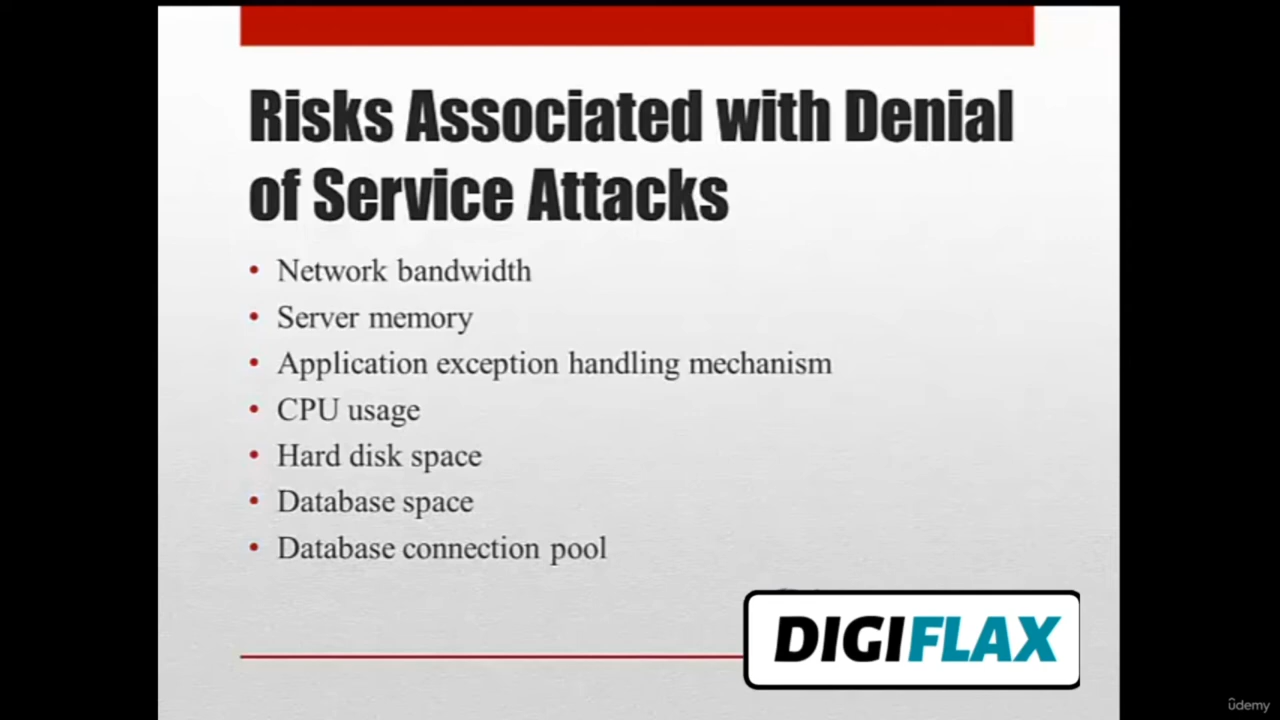 Risks Associated with Denial
of Service Attacks
• Network bandwidth
• Server memory
• Application exception handling mechanism
• CPU usage
• Hard disk space
• Database space
• Database connection pool
DIGIFLAX
ûdemy